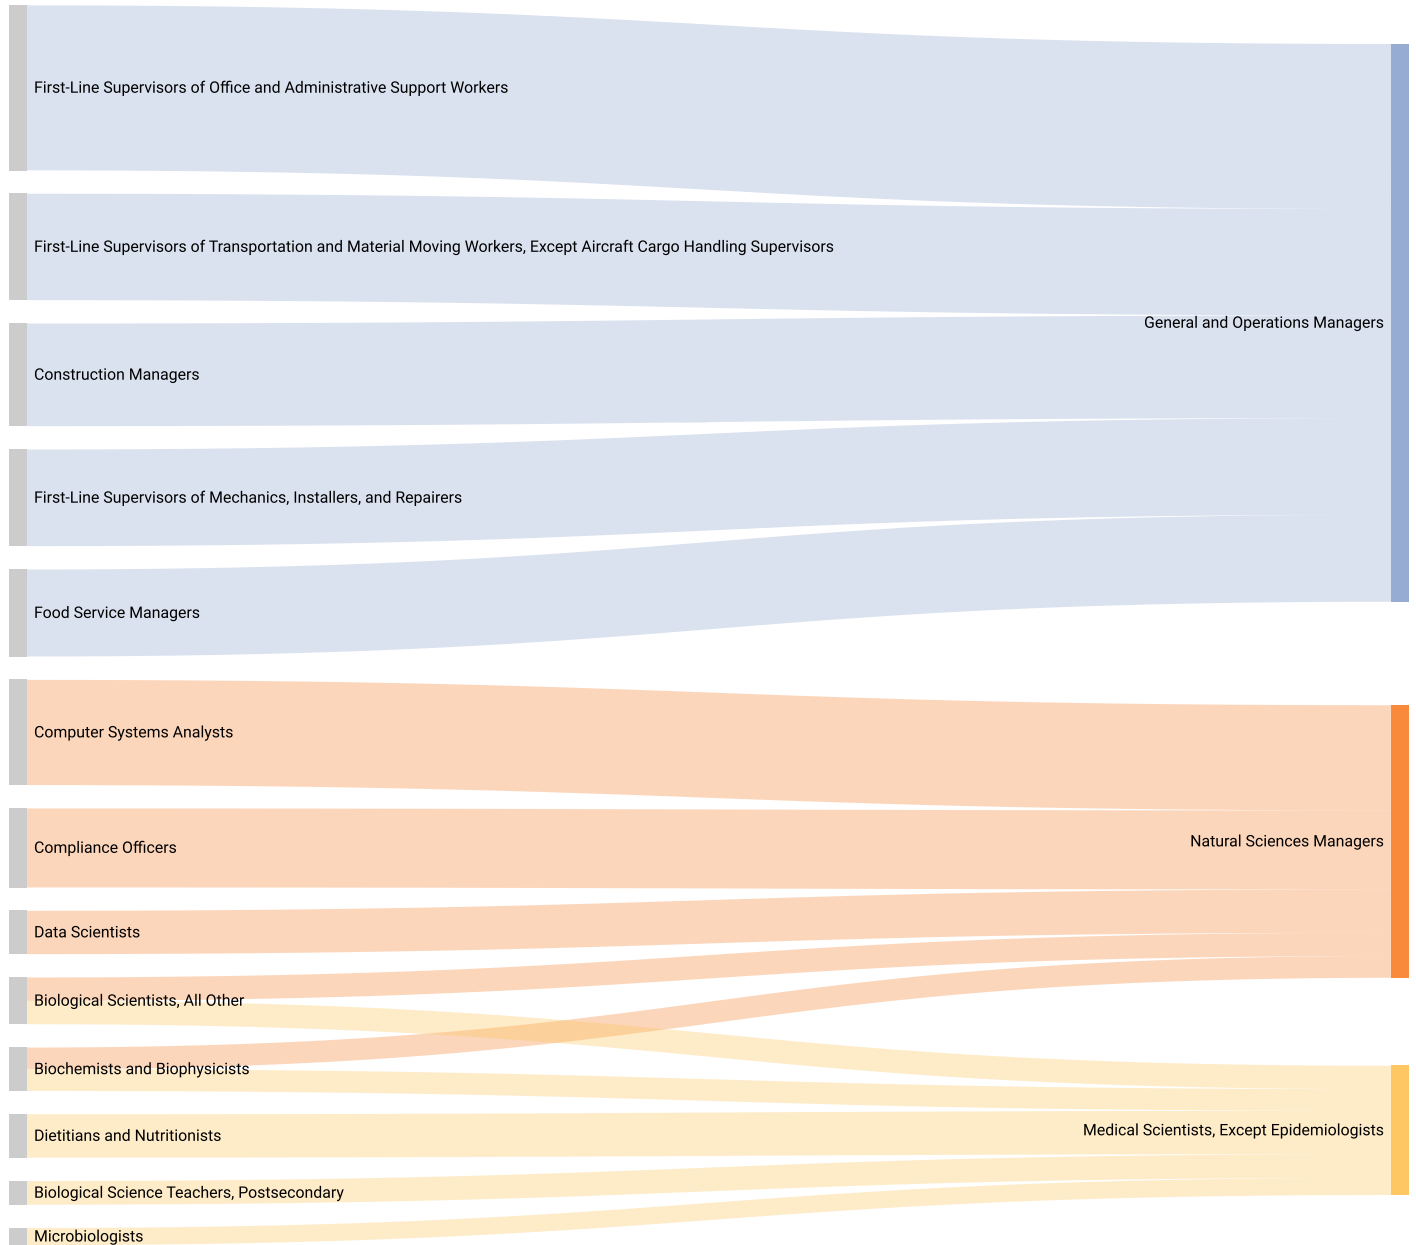 First-Line Supervisors of Office and Administrative Support Workers
First-Line Supervisors of Transportation and Material Moving Workers, Except Aircraft Cargo Handling Supervisors
General and Operations Managers
Construction Managers
First-Line Supervisors of Mechanics, Installers, and Repairers
Food Service Managers
Computer Systems Analysts
Natural Sciences Managers
Compliance Officers
Data Scientists
Biological Scientists, All Other
Biochemists and Biophysicists
Medical Scientists, Except Epidemiologists
Dietitians and Nutritionists
Biological Science Teachers, Postsecondary
Microbiologists